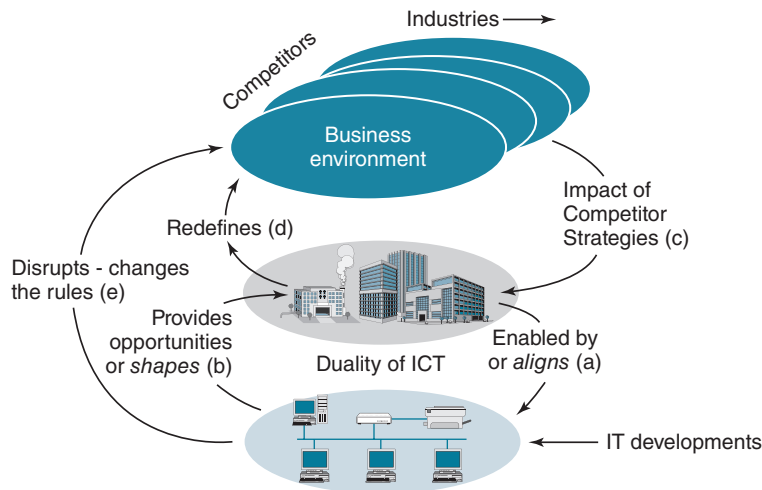 Industries
Competitors
Business
environment
Impact of
Competitor
Strategies (c)
Redefines (d)
Disrupts - changes
the rules (e)
Provides
opportunities
or shapes (b)
Duality of ICT
Enabled by
or aligns (a)
IT developments